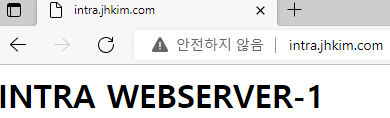 intra.jhkim.com
안전하지 않음 | intra.jhkim.com
INTRA WEBSERVER-1